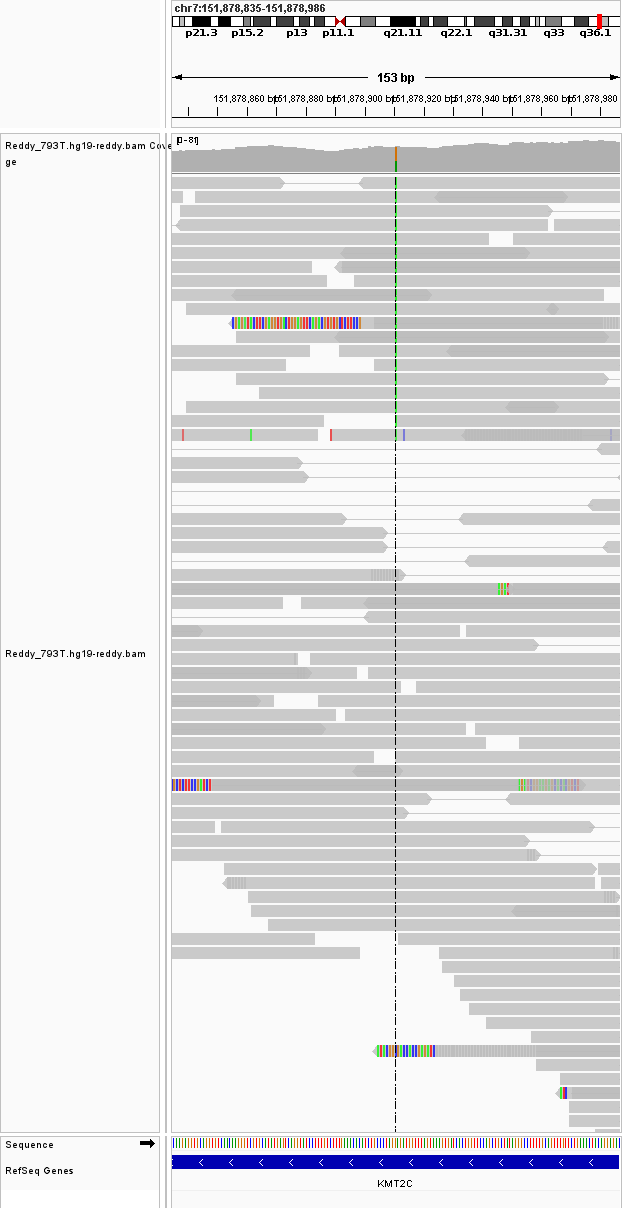 chr7:151,878,835-151,878,986
p21.3 p15.2 p13 p11.1 q21.11 q22.1 q31.31 q33 q36.1
153 bp
151,878,860 bp 151,878,880 bp 151,878,900 bp 151,878,920 bp 151,878,940 bp 151,878,960 bp 151,878,980
Reddy_793T.hg19-reddy.bam Cove
ge
[0-81]
Reddy_793T.hg19-reddy.bam
Sequence
RefSeq Genes
KMT2C